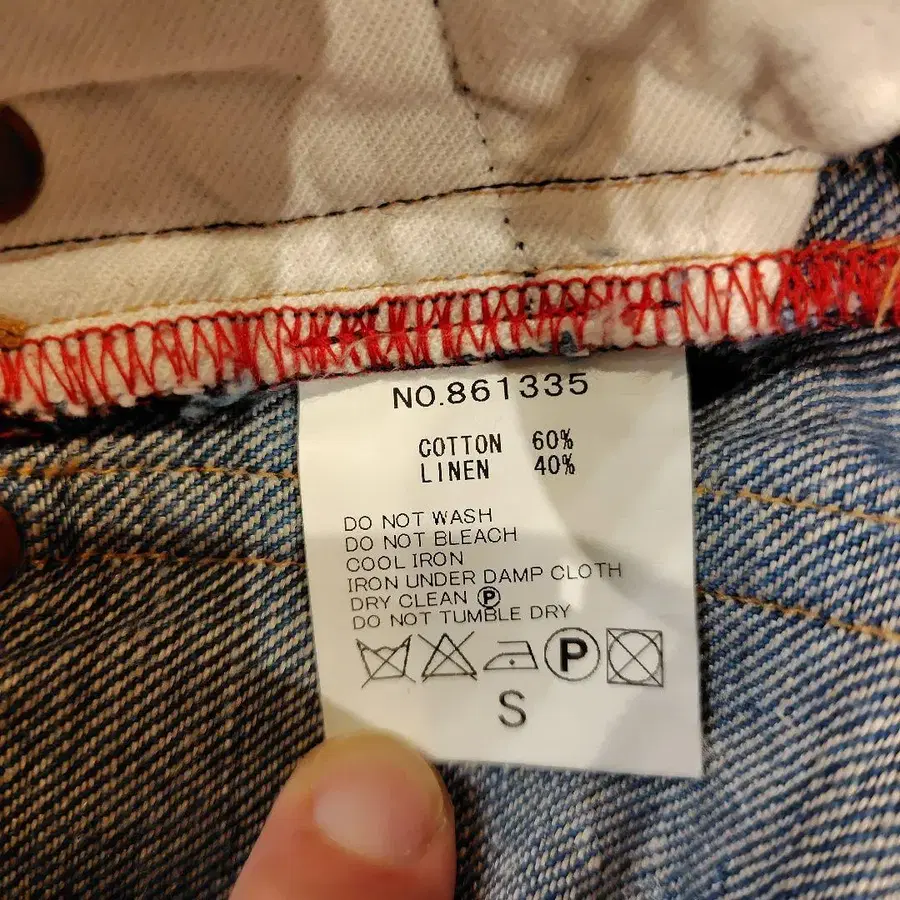 NO.861335
COTTON 60%
LINEN 40%
DO NOT WASH
DO NOT BLEACH
COOL IRON
IRON UNDER DAMP CLOTH
DRY CLEAN Ⓟ
DO NOT TUMBLE DRY
P
S